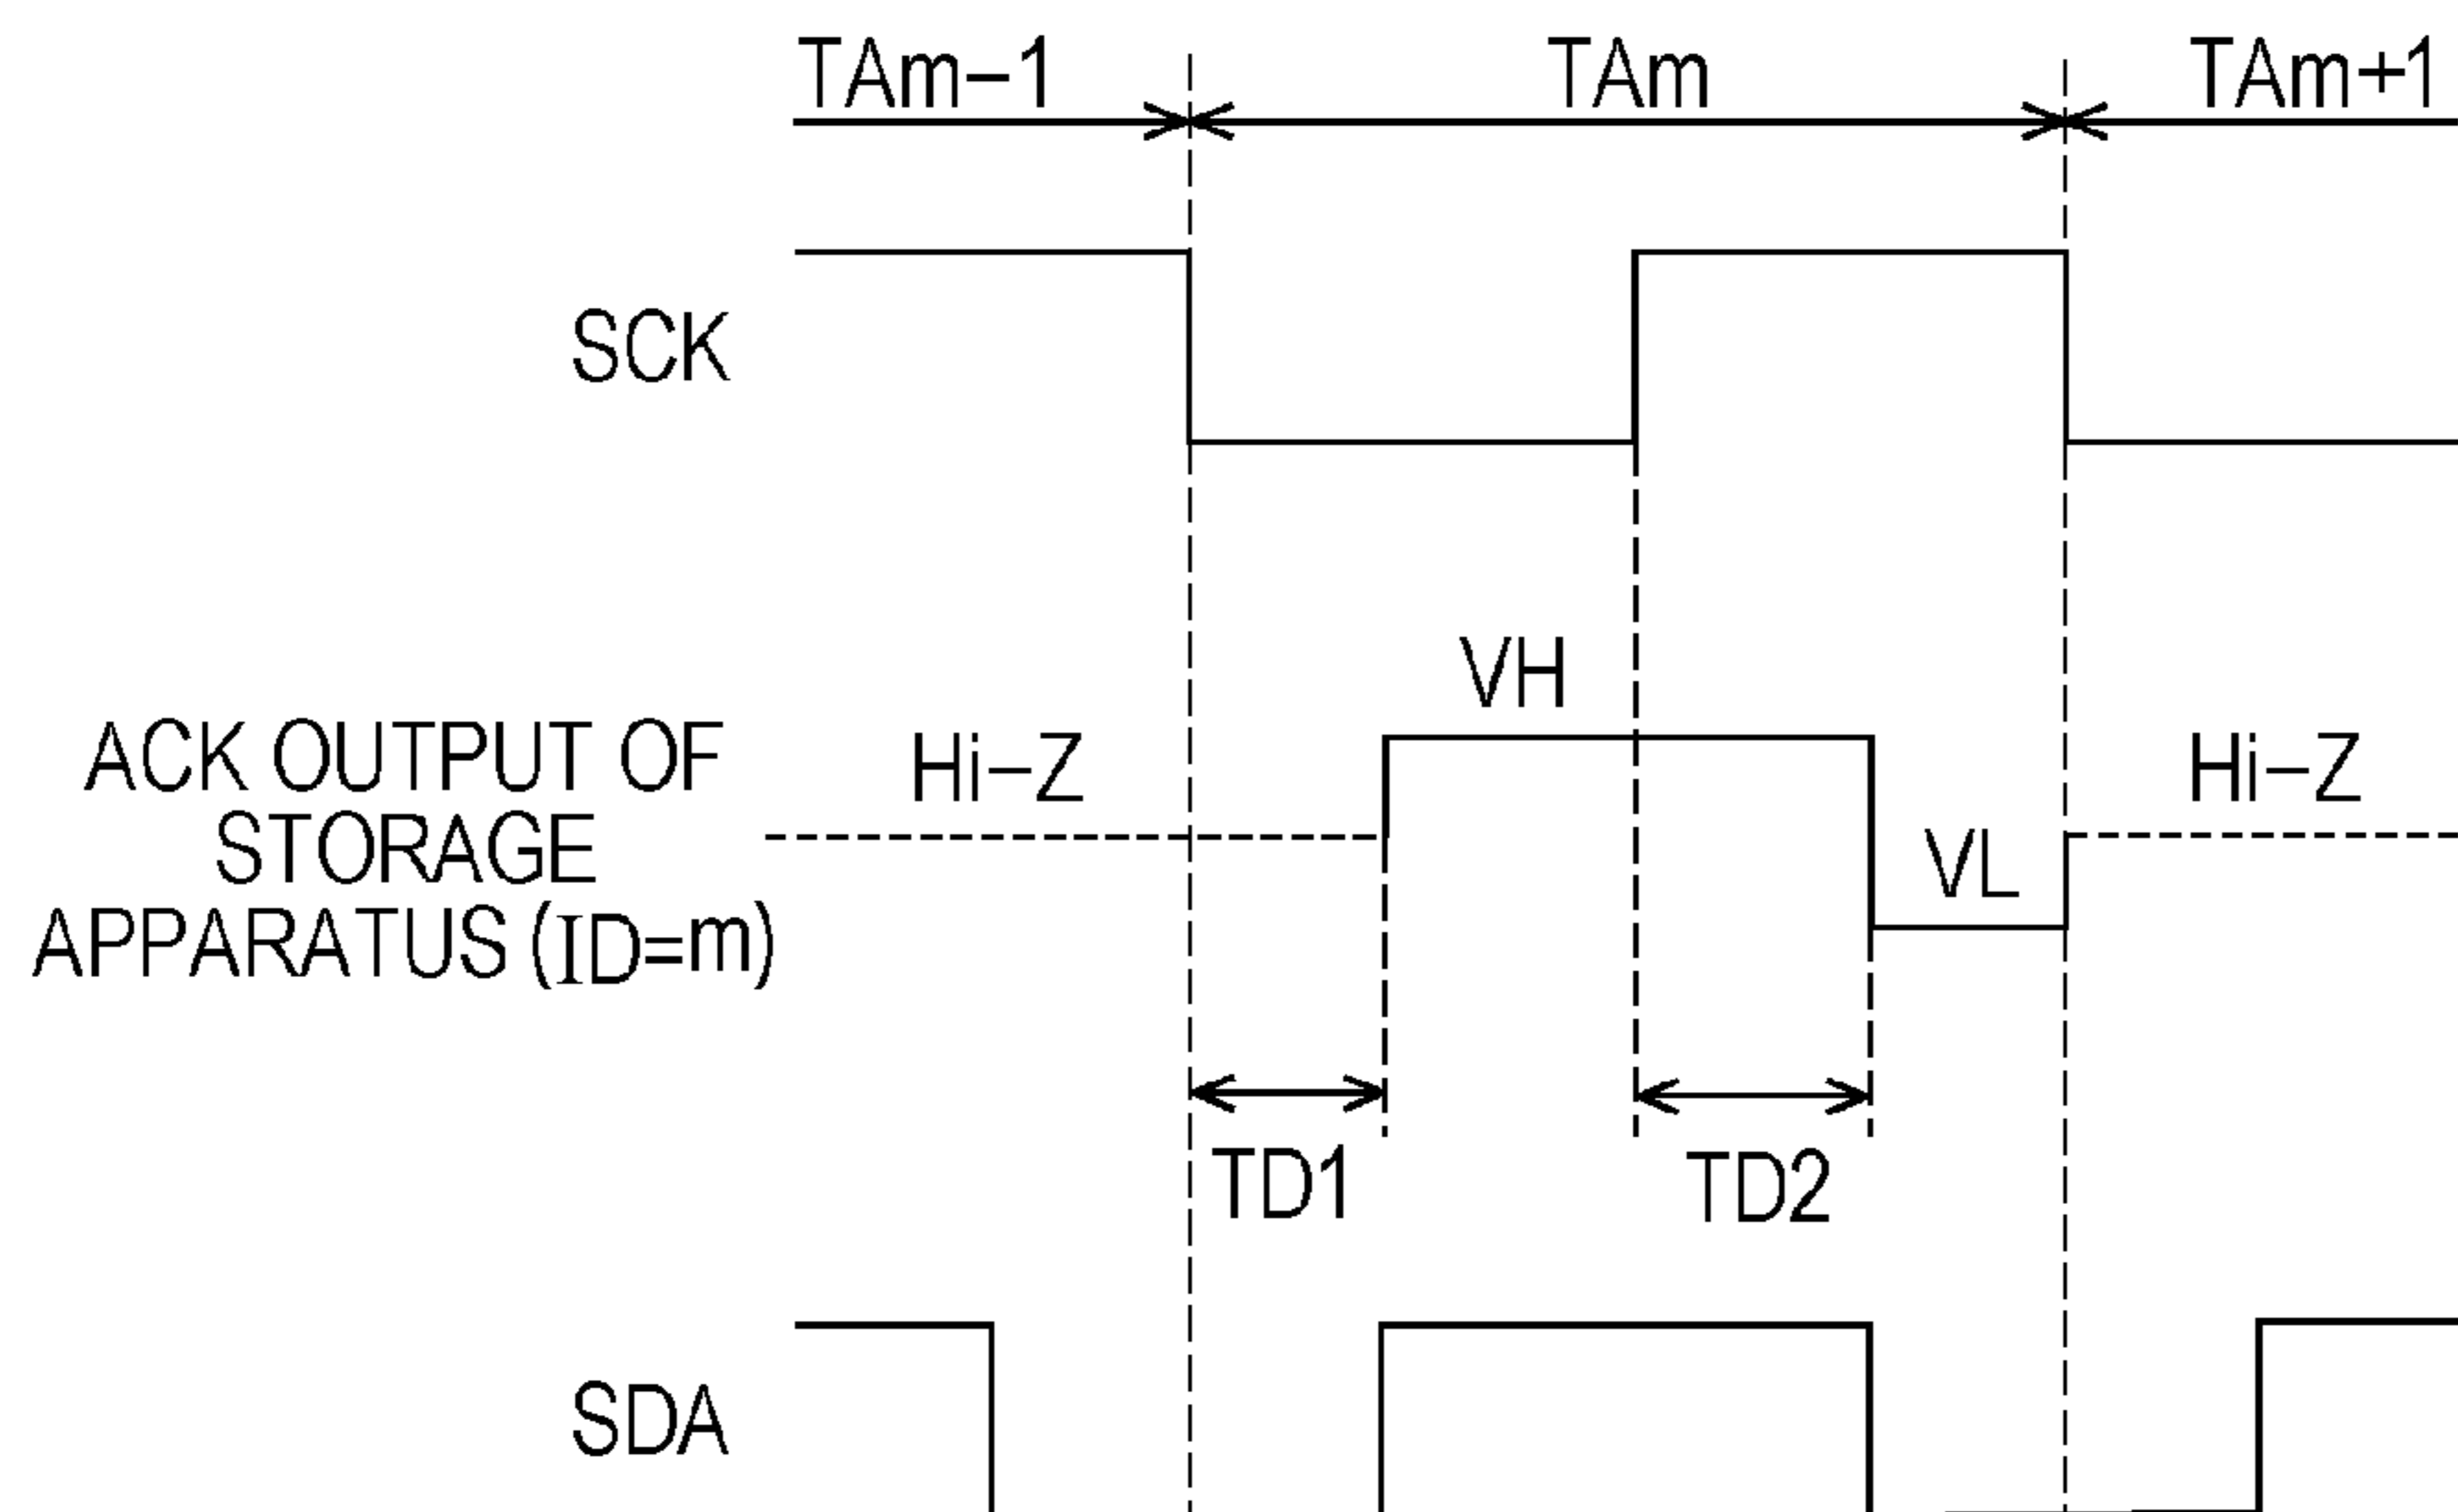 TAm-1 TAm TAm+1
SCK
VH
ACK OUTPUT OF
STORAGE
APPARATUS (ID=m)
Hi-Z
VL
Hi-Z
TD1 TD2
SDA